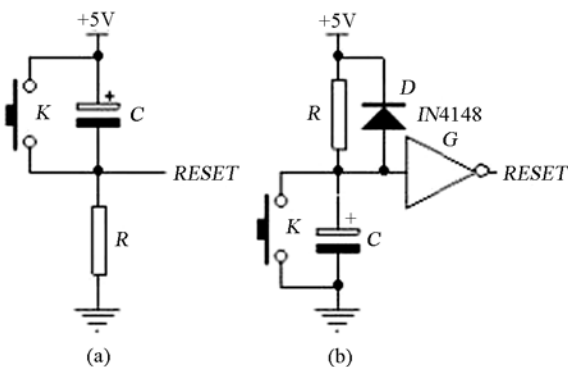 +5V
K
+
C
RESET
R
(a)
+5V
D
R
IN4148
G
RESET
K
+
C
(b)